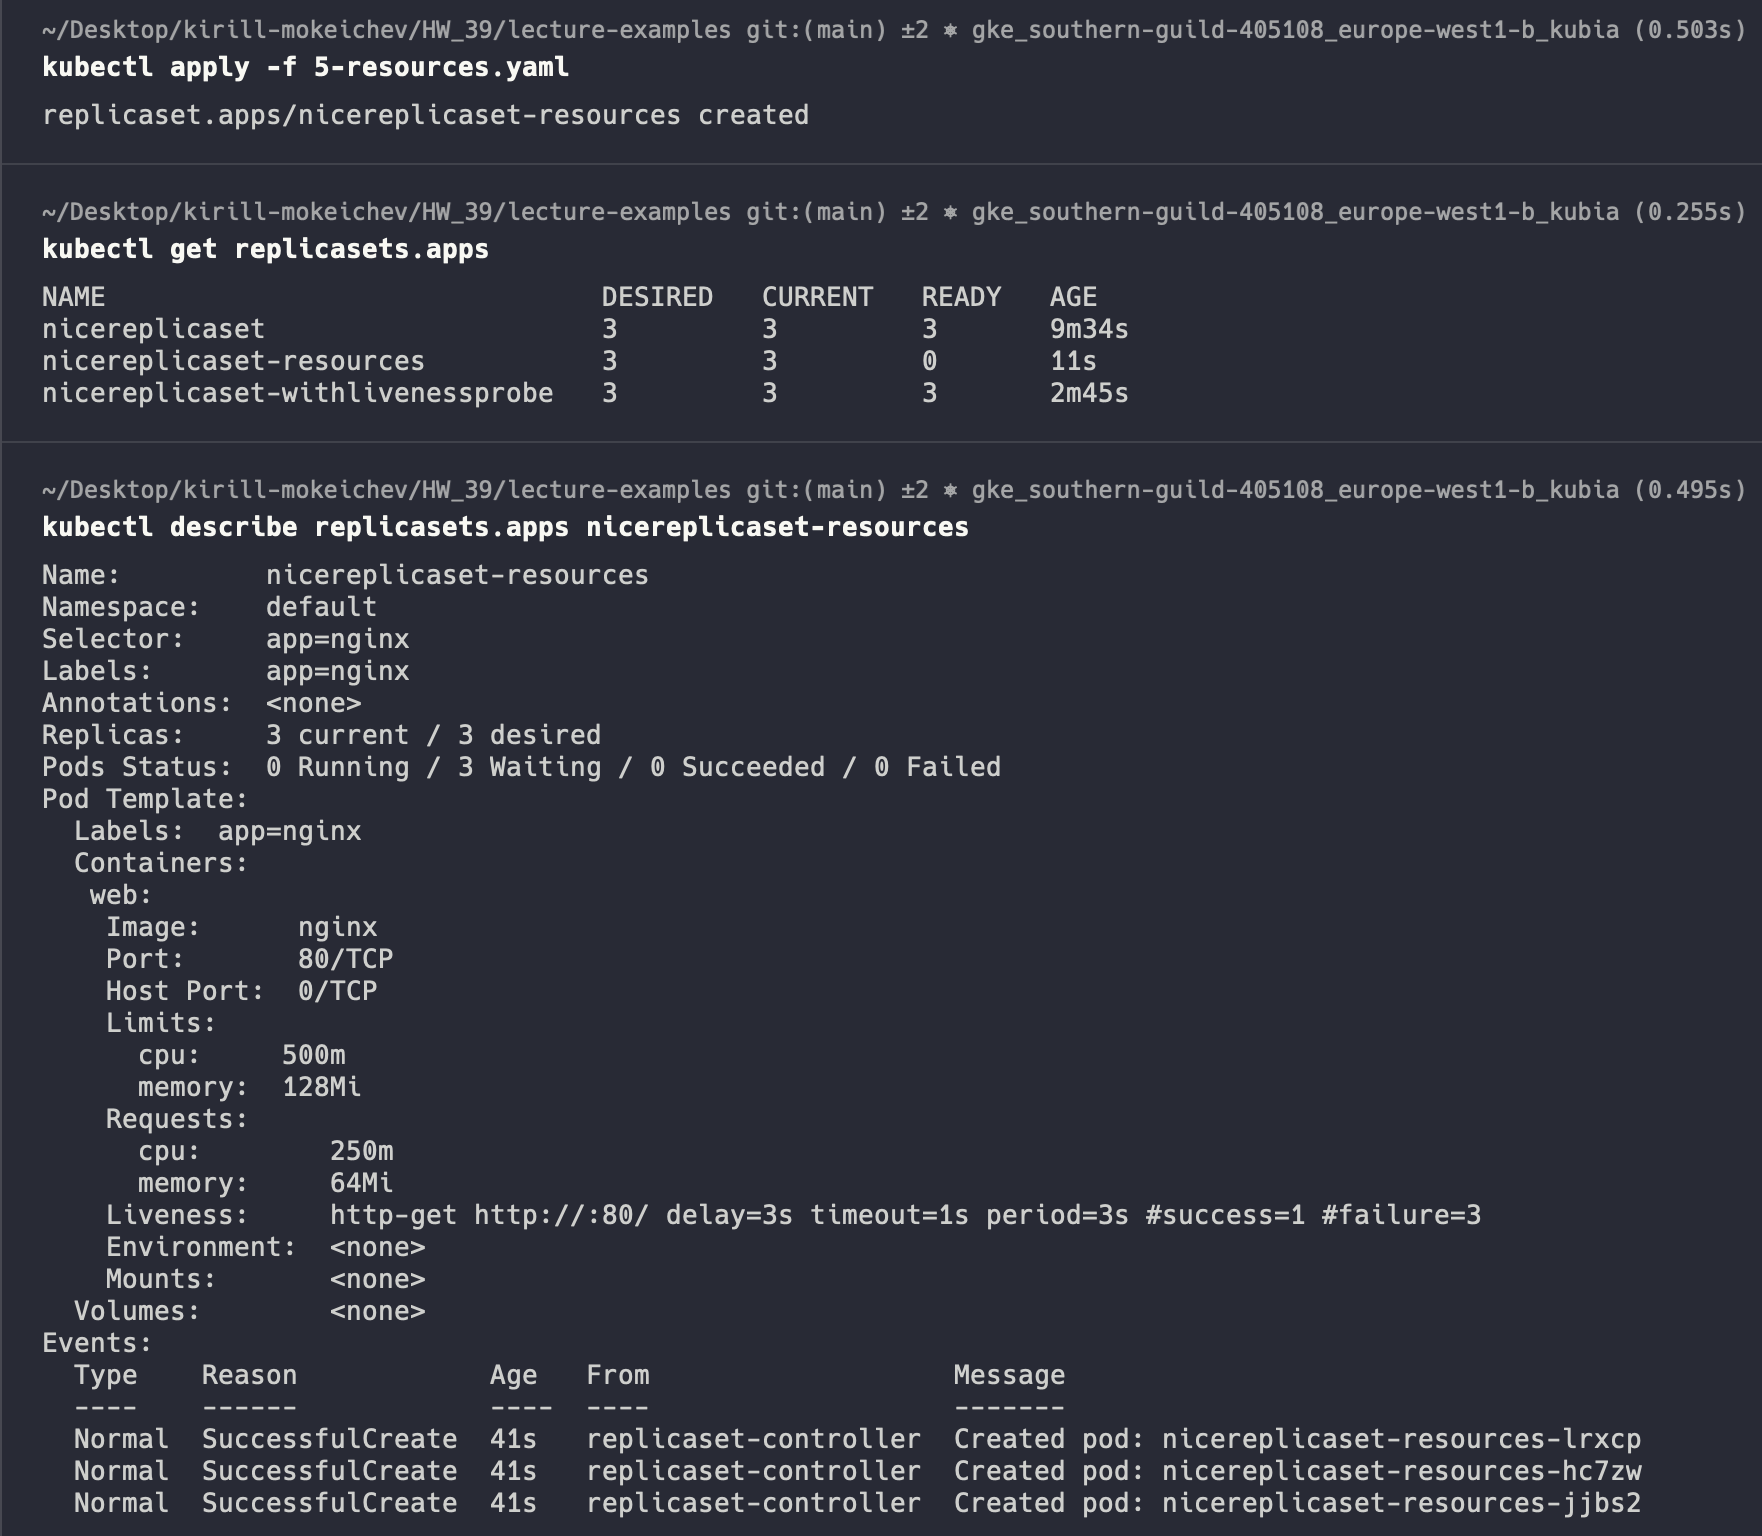 ~/Desktop/kirill-mokeichev/HW_39/lecture-examples git:(main) ±2 ⎈ gke_southern-guild-405108_europe-west1-b_kubia (0.503s)
kubectl apply -f 5-resources.yaml
replicaset.apps/nicereplicaset-resources created
~/Desktop/kirill-mokeichev/HW_39/lecture-examples git:(main) ±2 ⎈ gke_southern-guild-405108_europe-west1-b_kubia (0.255s)
kubectl get replicasets.apps
NAME                               DESIRED   CURRENT   READY   AGE
nicereplicaset                     3         3         3       9m34s
nicereplicaset-resources           3         3         0       11s
nicereplicaset-withlivenessprobe   3         3         3       2m45s
~/Desktop/kirill-mokeichev/HW_39/lecture-examples git:(main) ±2 ⎈ gke_southern-guild-405108_europe-west1-b_kubia (0.495s)
kubectl describe replicasets.apps nicereplicaset-resources
Name:         nicereplicaset-resources
Namespace:    default
Selector:     app=nginx
Labels:       app=nginx
Annotations:  <none>
Replicas:     3 current / 3 desired
Pods Status:  0 Running / 3 Waiting / 0 Succeeded / 0 Failed
Pod Template:
  Labels:  app=nginx
  Containers:
   web:
    Image:      nginx
    Port:       80/TCP
    Host Port:  0/TCP
    Limits:
      cpu:     500m
      memory:  128Mi
    Requests:
      cpu:        250m
      memory:     64Mi
    Liveness:     http-get http://:80/ delay=3s timeout=1s period=3s #success=1 #failure=3
    Environment:  <none>
    Mounts:       <none>
  Volumes:        <none>
Events:
  Type    Reason            Age   From                   Message
  ----    ------            ----  ----                   -------
  Normal  SuccessfulCreate  41s   replicaset-controller  Created pod: nicereplicaset-resources-lrxcp
  Normal  SuccessfulCreate  41s   replicaset-controller  Created pod: nicereplicaset-resources-hc7zw
  Normal  SuccessfulCreate  41s   replicaset-controller  Created pod: nicereplicaset-resources-jjbs2